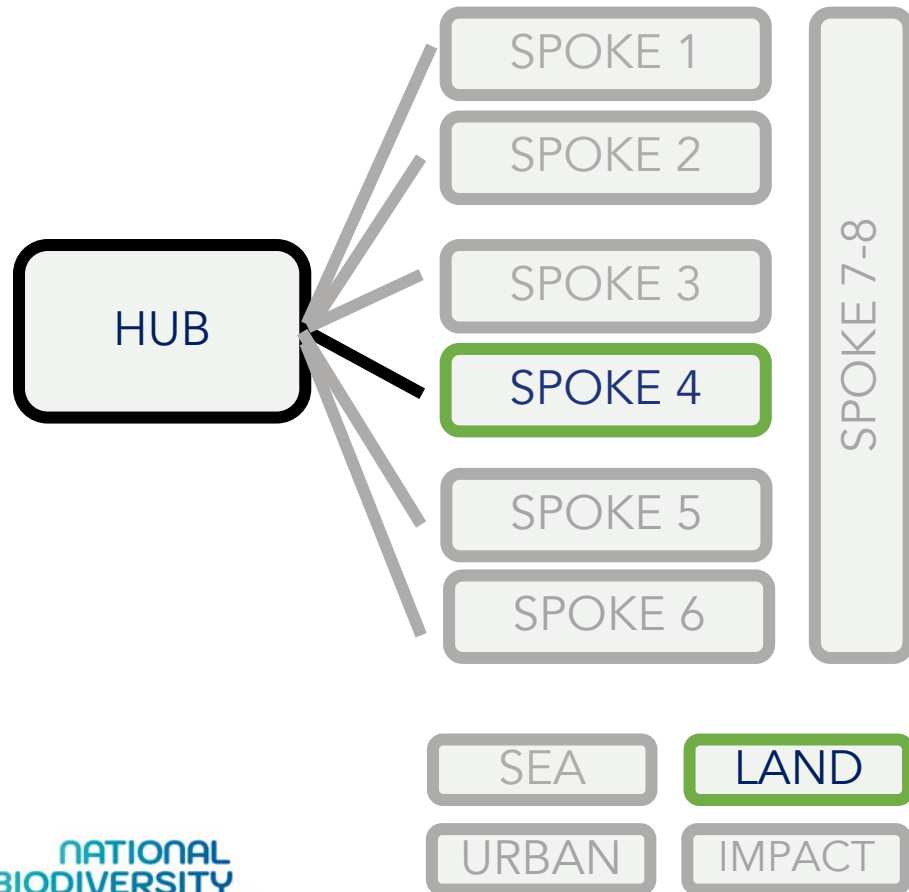 SPOKE 1
SPOKE 2
SPOKE 3
HUB
SPOKE 4
SPOKE 5
SPOKE 6
SPOKE 7-8
SEA
LAND
URBAN
IMPACT
NATIONAL
BIODIVERSITY